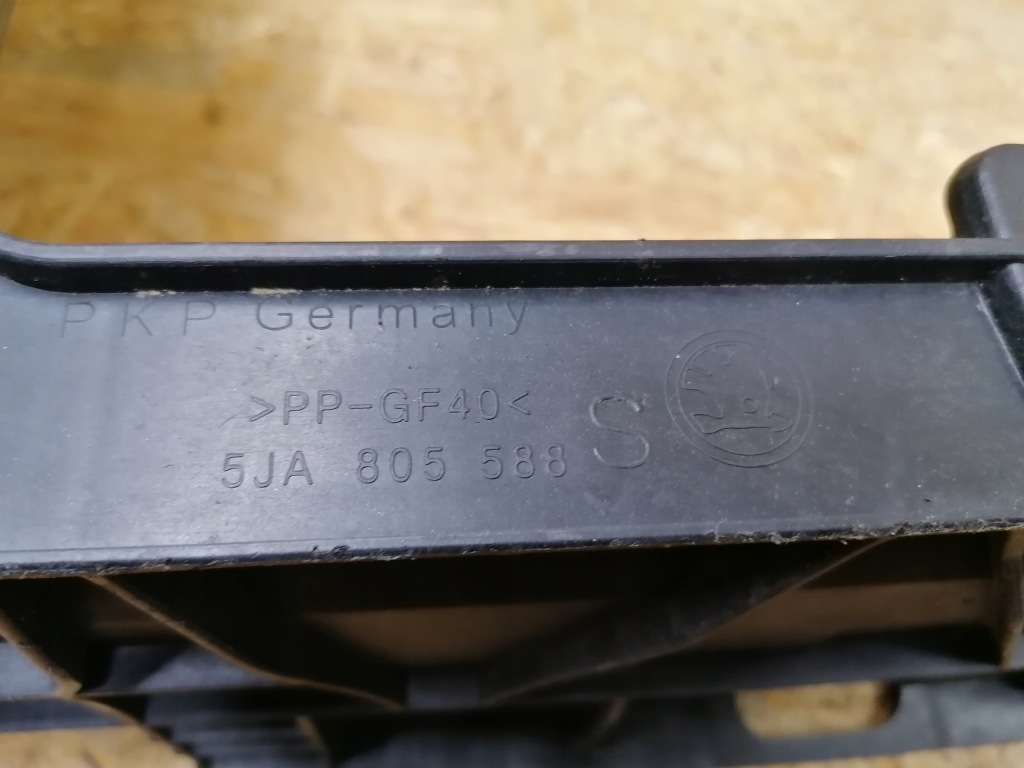 PKP Germany
>PP-GF40<
5JA 805 588 S